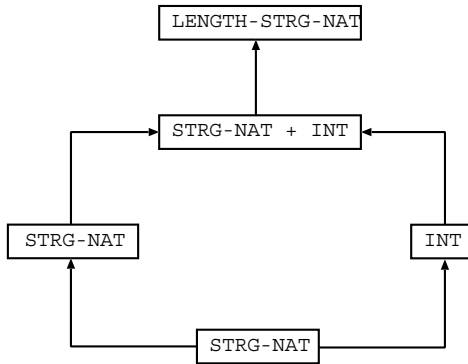 LENGTH-STRG-NAT
STRG-NAT + INT
STRG-NAT
INT
STRG-NAT